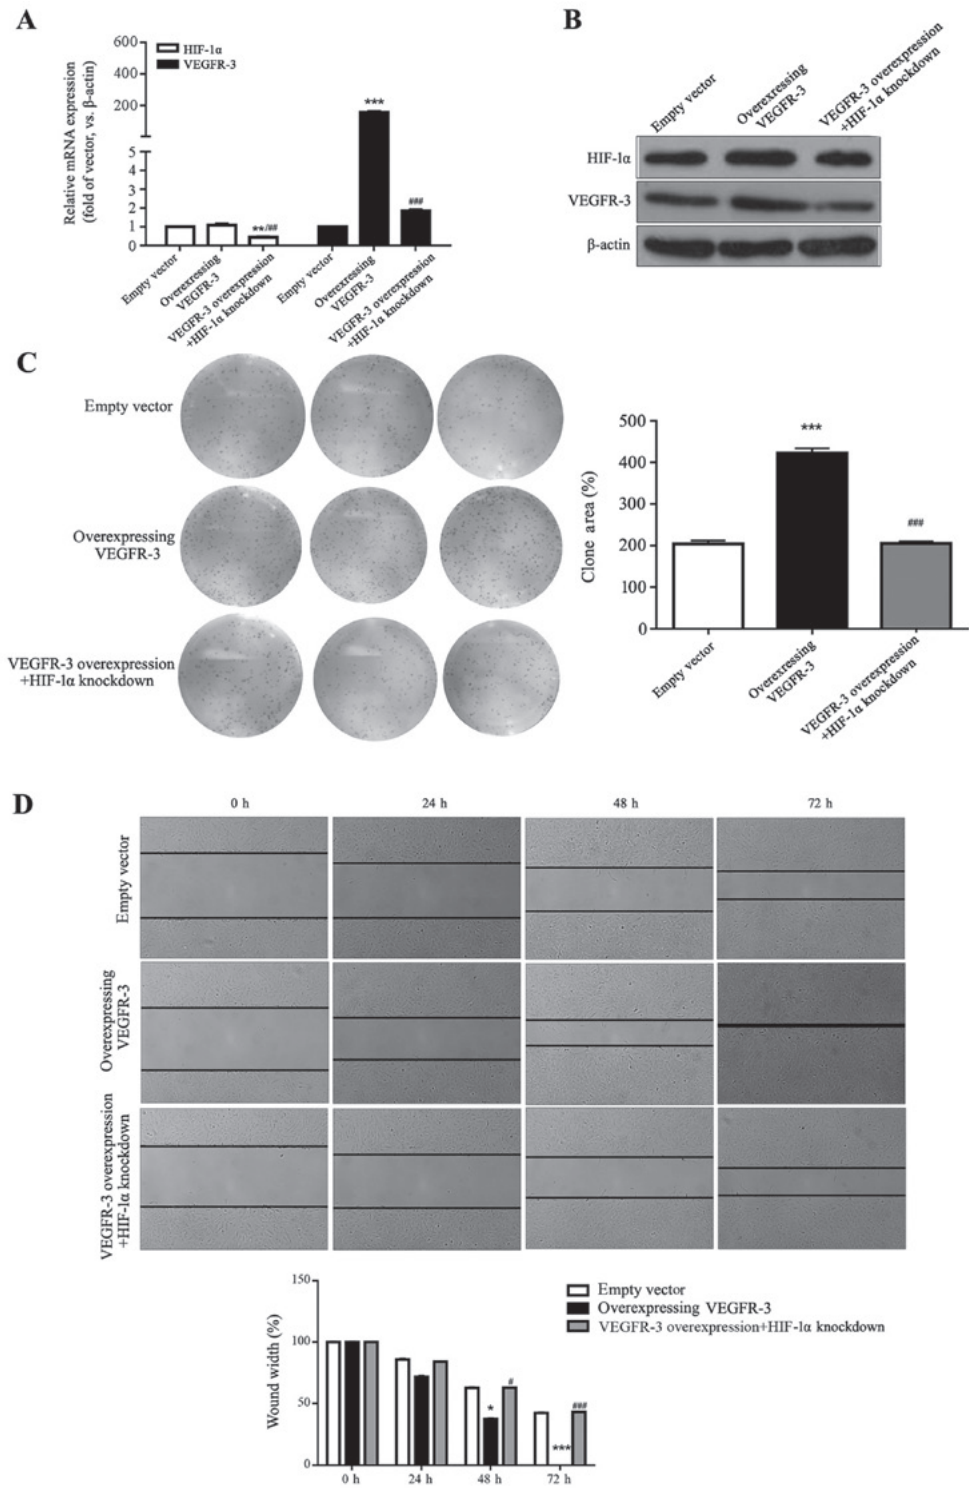 A
Relative mRNA expression
(fold of vector, vs. β-actin)
600
400
200
5
4
3
2
1
0
HIF-1α
VEGFR-3
***
**/##
###
Empty vector
Overexressing
VEGFR-3
VEGFR-3 overexpression
+HIF-1α knockdown
Empty vector
Overexressing
VEGFR-3
VEGFR-3 overexpression
+HIF-1α knockdown
B
Empty vector
Overexressing
VEGFR-3
VEGFR-3 overexpression
+HIF-1α knockdown
HIF-1α
VEGFR-3
β-actin
C
Empty vector
Overexpressing
VEGFR-3
VEGFR-3 overexpression
+HIF-1α knockdown
Clone area (%)
500
400
300
200
100
0
***
###
Empty vector
Overexpressing
VEGFR-3
VEGFR-3 overexpression
+HIF-1α knockdown
D
0 h
24 h
48 h
72 h
Empty vector
Overexpressing
VEGFR-3
VEGFR-3 overexpression
+HIF-1α knockdown
Wound width (%)
150
100
50
0
Empty vector
Overexpressing VEGFR-3
VEGFR-3 overexpression+HIF-1α knockdown
*
#
***
###
0 h
24 h
48 h
72 h